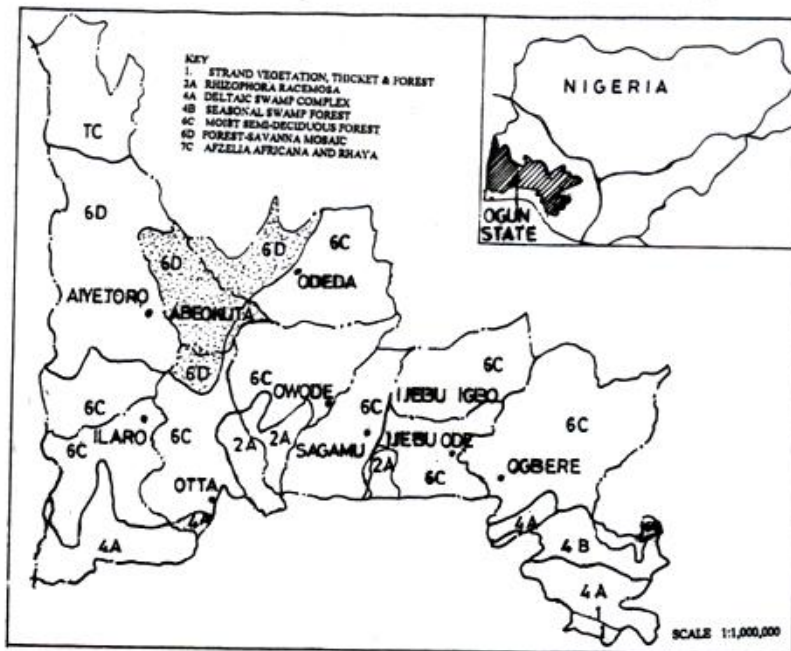 KEY
1. STRAND VEGETATION, THICKET & FOREST
2A RHIZOPHORA RACEMOSA
4A DELTAIC SWAMP COMPLEX
4B SEASONAL SWAMP FOREST
6C MOIST SEMI-DECIDUOUS FOREST
6D FOREST-SAVANNA MOSAIC
7C AFZELIA AFRICANA AND RHAYA
NIGERIA
OGUN
STATE
TC
6D
6D
6D
6C
ODEDA
AIYETORO
ABEOKUTA
6D
6C
6C
OWODE
6C
IJEBU IGBO
6C
ILARO
6C
6C
2A
2A
SAGAMU
6C
IJEBU ODE
2A
6C
6C
OGBERE
OTTA
4A
4A
4A
4B
4A
1
SCALE 1:1,000,000